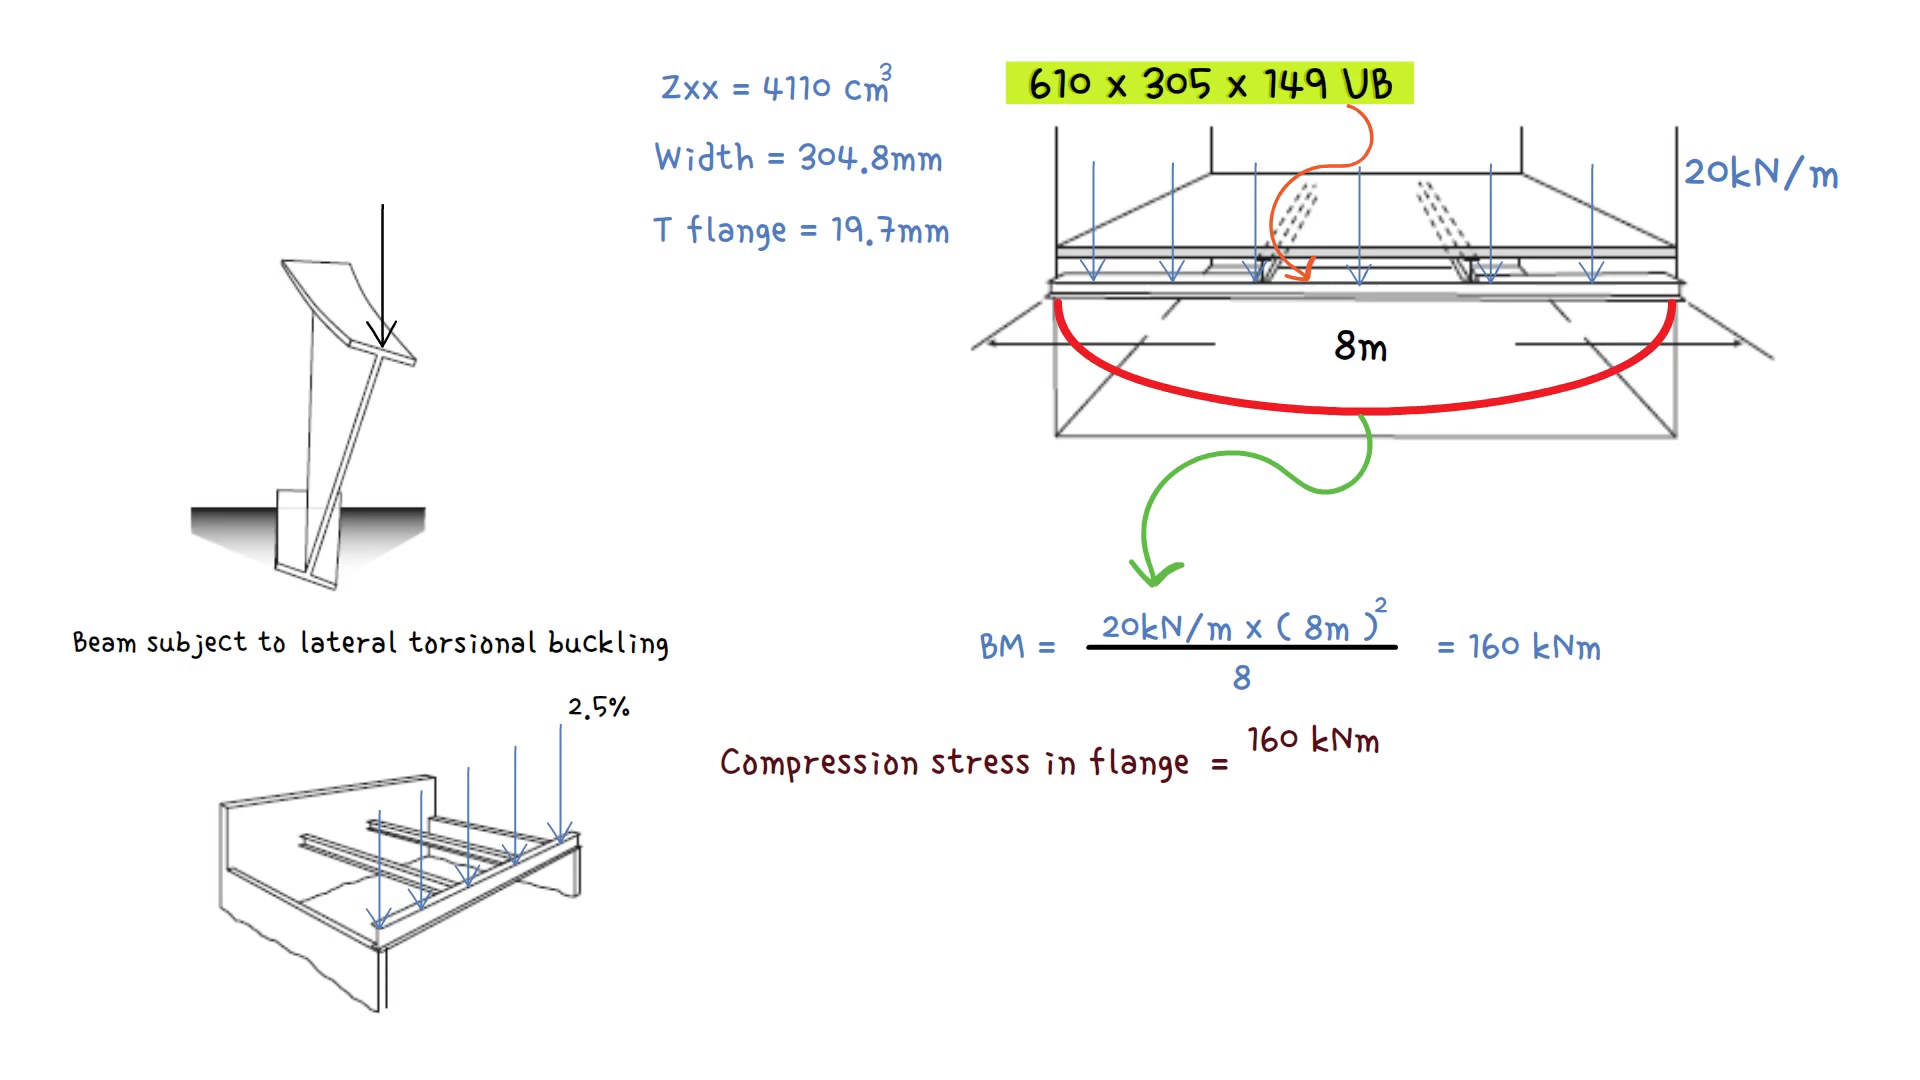 Zxx = 4110 cm³
Width = 304.8mm
T flange = 19.7mm
610 x 305 x 149 UB
20kN/m
8m
Beam subject to lateral torsional buckling
BM = 20kN/m x ( 8m )² / 8 = 160 kNm
2.5%
Compression stress in flange = 160 kNm